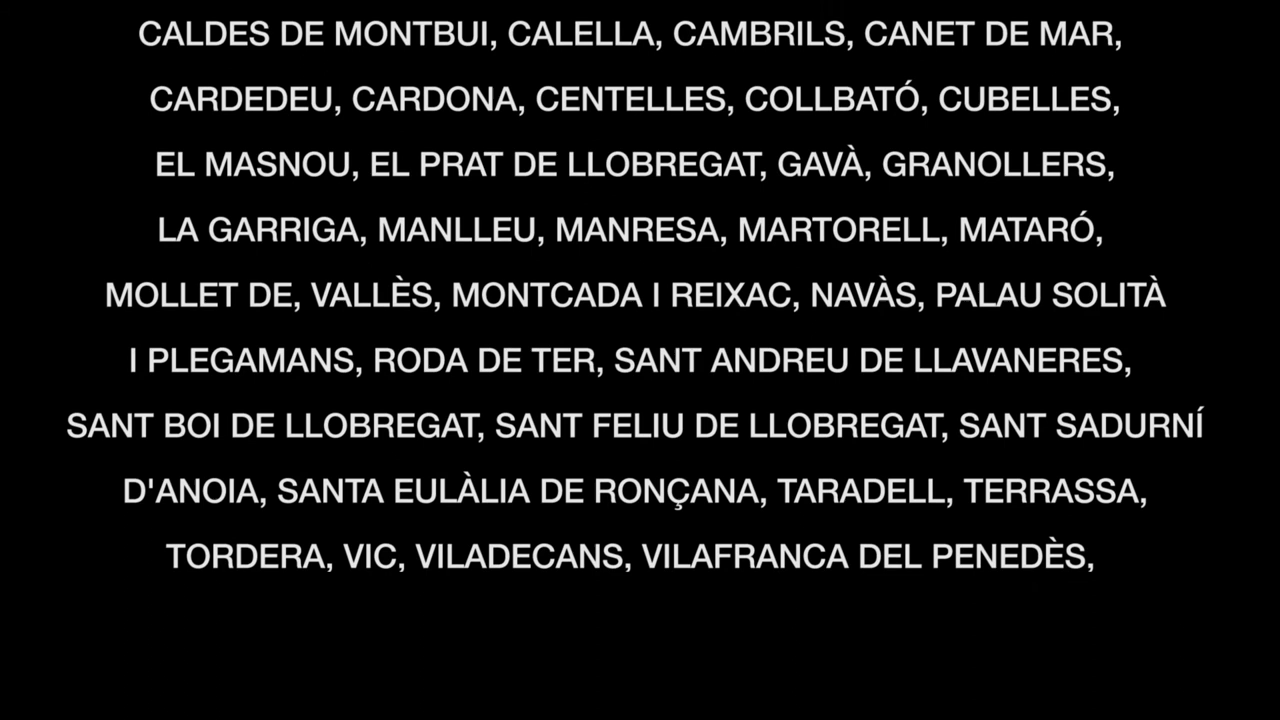 CALDES DE MONTBUI, CALELLA, CAMBRILS, CANET DE MAR,
CARDEDEU, CARDONA, CENTELLES, COLLBATÓ, CUBELLES,
EL MASNOU, EL PRAT DE LLOBREGAT, GAVÀ, GRANOLLERS,
LA GARRIGA, MANLLEU, MANRESA, MARTORELL, MATARÓ,
MOLLET DE, VALLÈS, MONTCADA I REIXAC, NAVÀS, PALAU SOLITÀ
I PLEGAMANS, RODA DE TER, SANT ANDREU DE LLAVANERES,
SANT BOI DE LLOBREGAT, SANT FELIU DE LLOBREGAT, SANT SADURNÍ
D'ANOIA, SANTA EULÀLIA DE RONÇANA, TARADELL, TERRASSA,
TORDERA, VIC, VILADECANS, VILAFRANCA DEL PENEDÈS,